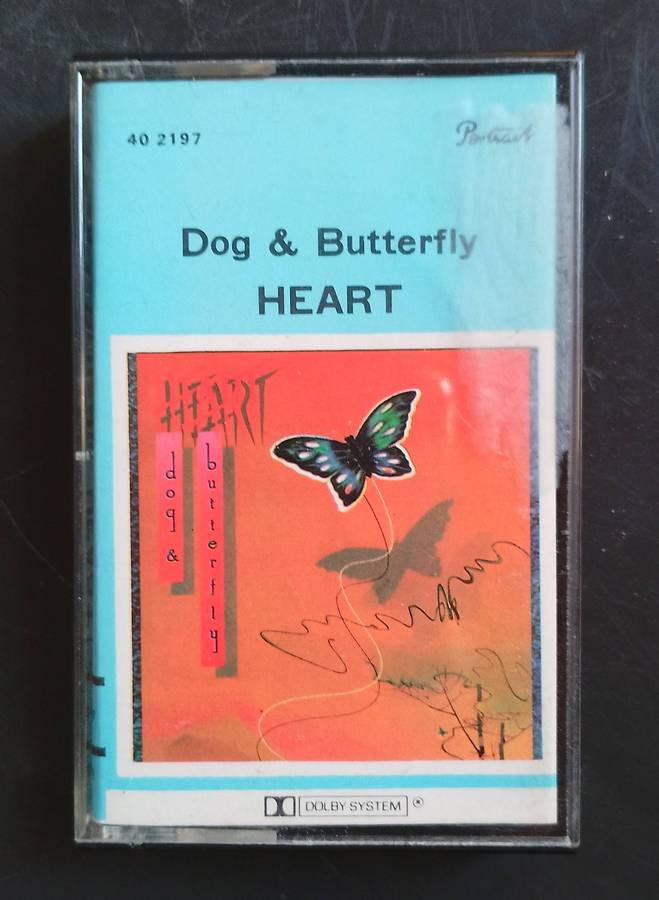 40 2197
Portrait
Dog & Butterfly
HEART
HEART
dog &
butterfly
DOLBY SYSTEM ®